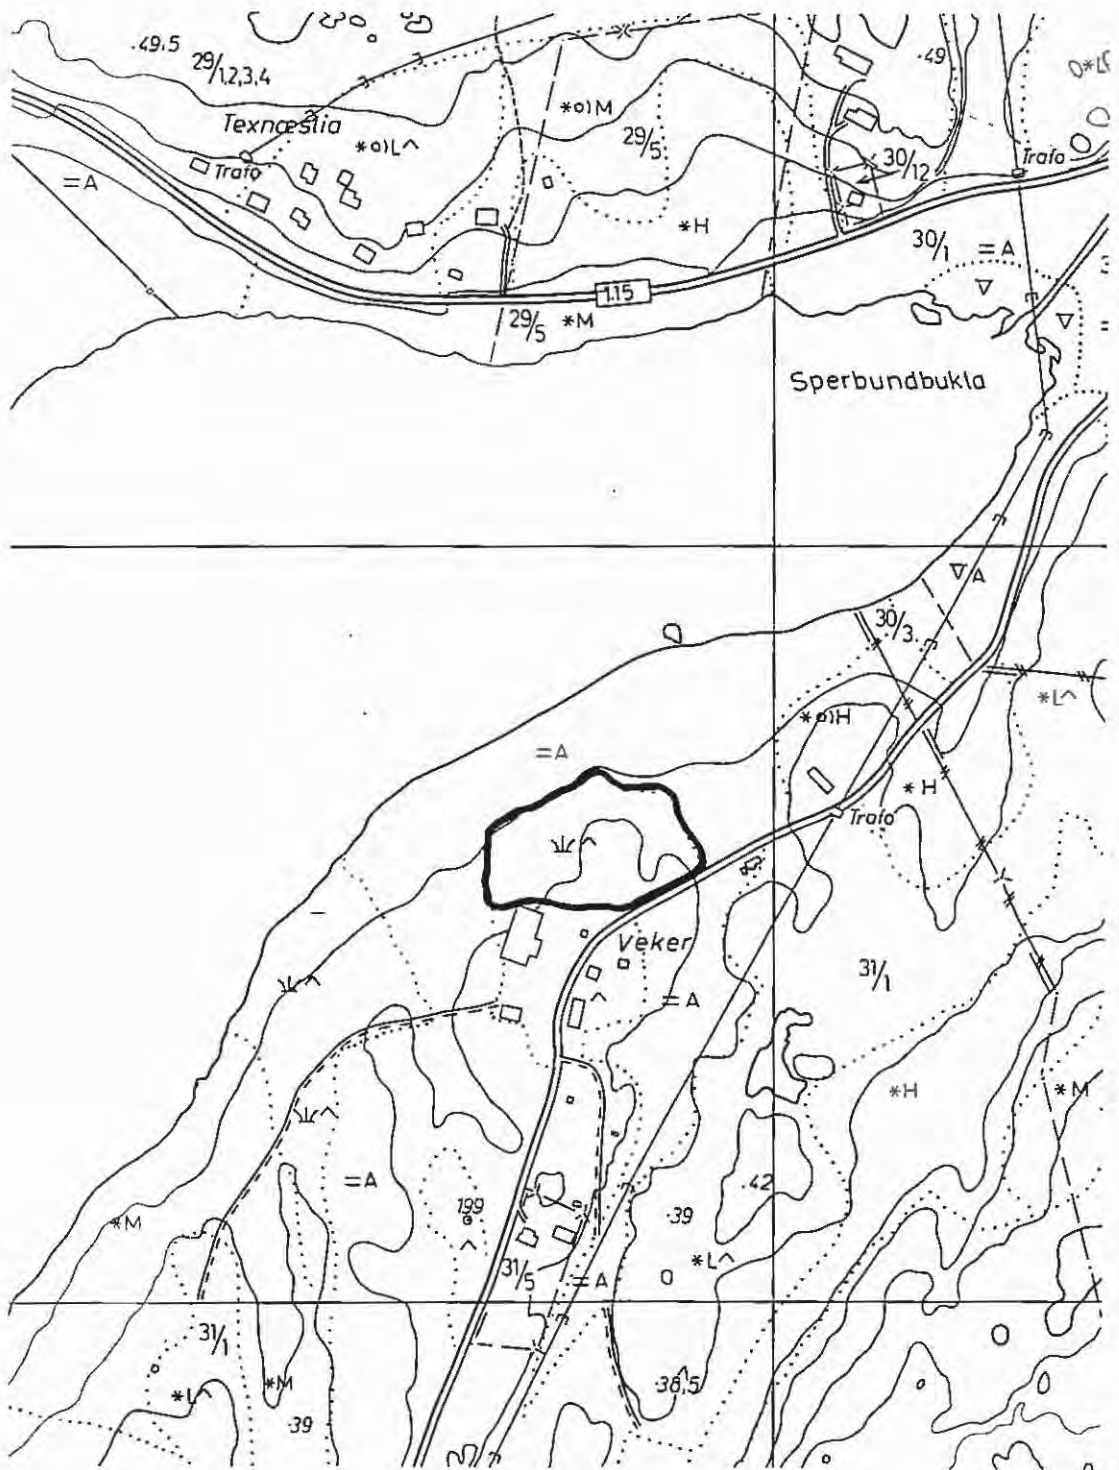 .49,5
29/1,2,3,4
Texnæslia
Trafo
*o)L^
*o)M
29/5
*H
=A
.49
30/12
Trafo
30/1 =A
1.15
29/5 *M
Sperbundbukta
A
30/3
*L^
*o)H
*H
=A
Trafo
Veker
=A
31/1
*H
*M
=A
*M
199
.42
.39
*L^
31/5
=A
31/1
*L^
*M
.39
38,5